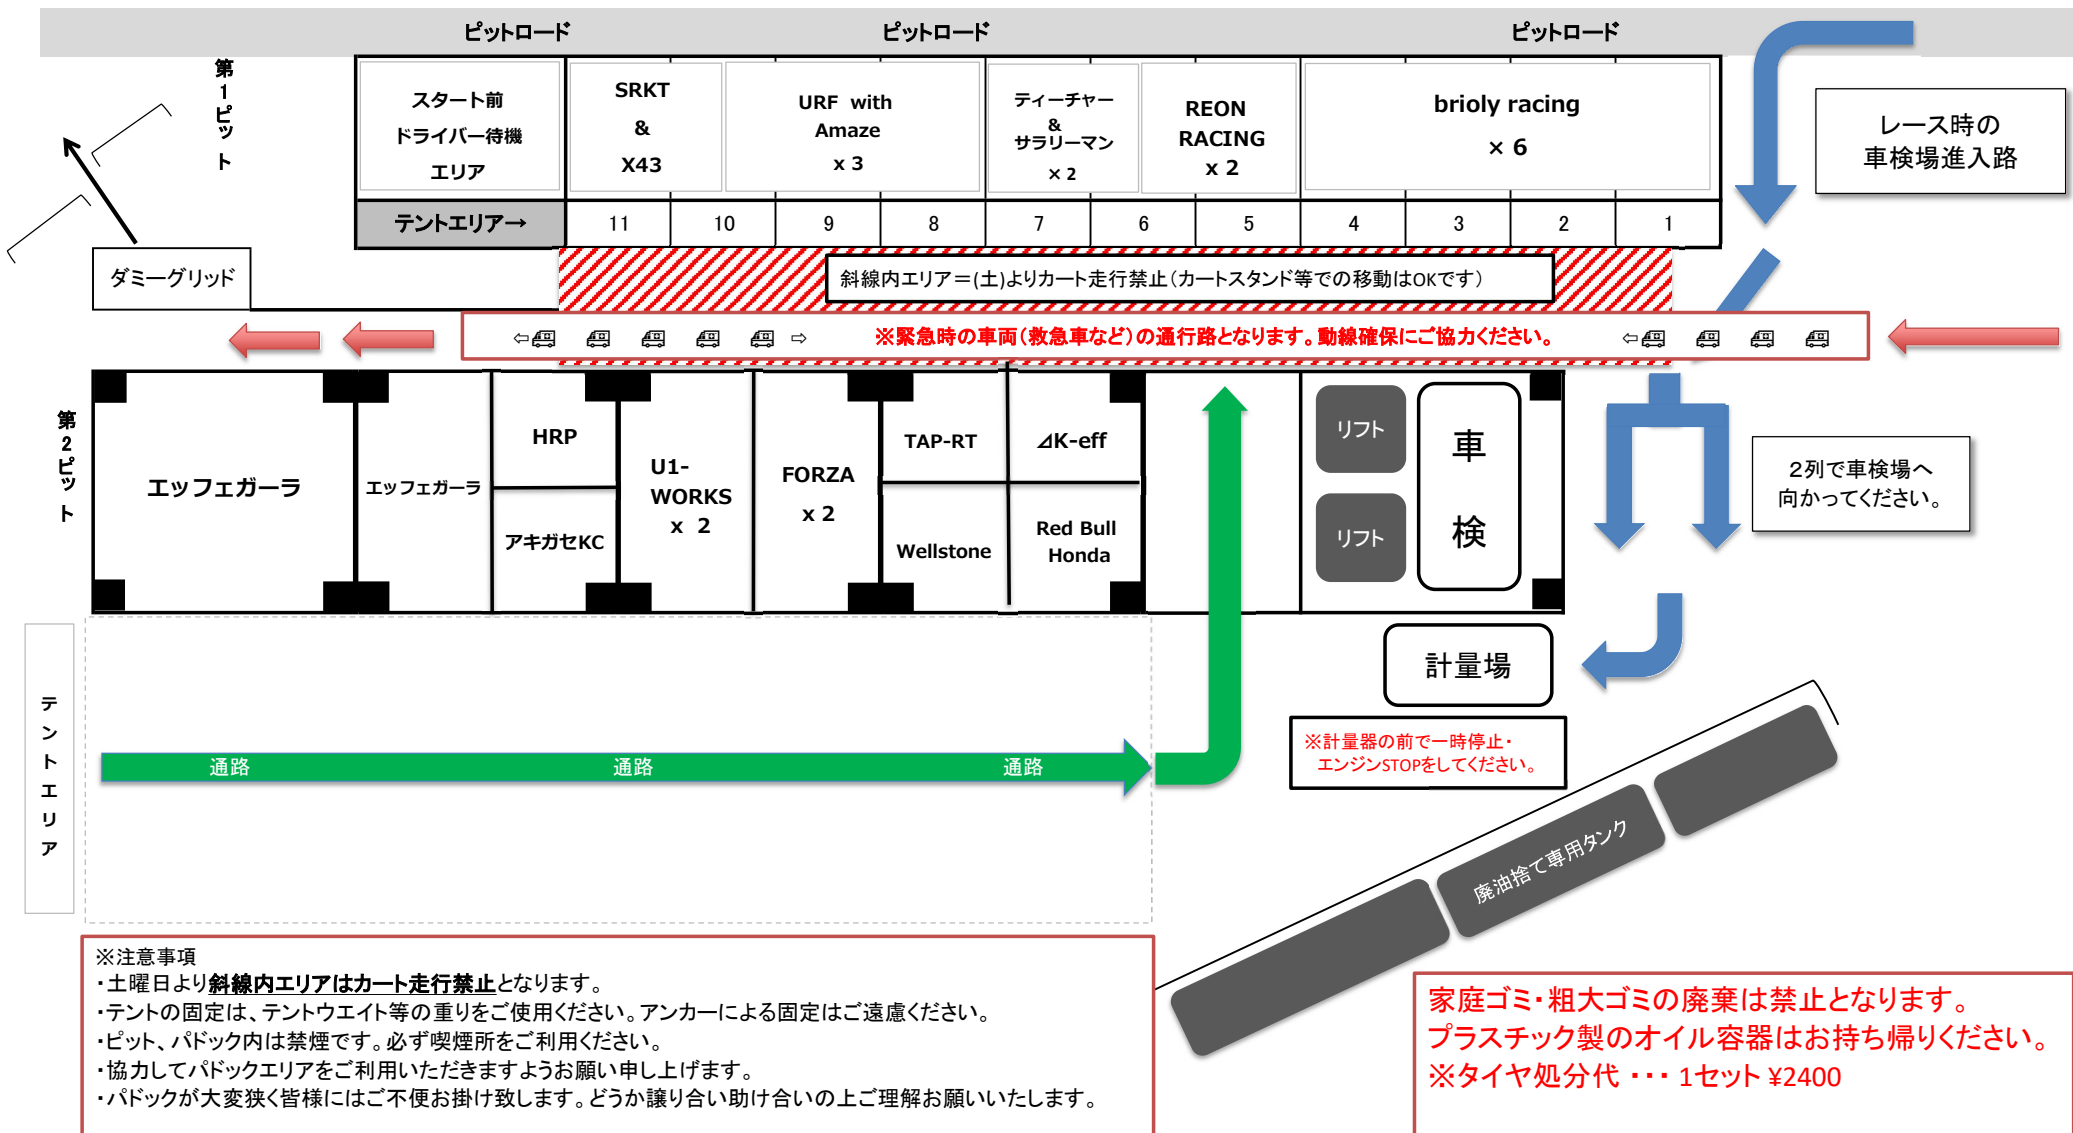 ピットロード
ピットロード
ピットロード
第1ピット
スタート前
ドライバー待機
エリア
SRKT
&
X43
URF with
Amaze
x 3
ティーチャー
&
サラリーマン
× 2
REON
RACING
x 2
brioly racing
× 6
レース時の
車検場進入路
テントエリア→
11
10
9
8
7
6
5
4
3
2
1
ダミーグリッド
斜線内エリア=(土)よりカート走行禁止(カートスタンド等での移動はOKです)
※緊急時の車両(救急車など)の通行路となります。動線確保にご協力ください。
第2ピット
エッフェガーラ
エッフェガーラ
HRP
アキガセKC
U1-
WORKS
x 2
FORZA
x 2
TAP-RT
Wellstone
⊿K-eff
Red Bull
Honda
リフト
リフト
車
検
2列で車検場へ
向かってください。
計量場
※計量器の前で一時停止・
エンジンSTOPをしてください。
テントエリア
通路
通路
通路
廃油捨て専用タンク
※注意事項
・土曜日より斜線内エリアはカート走行禁止となります。
・テントの固定は、テントウエイト等の重りをご使用ください。アンカーによる固定はご遠慮ください。
・ピット、パドック内は禁煙です。必ず喫煙所をご利用ください。
・協力してパドックエリアをご利用いただきますようお願い申し上げます。
・パドックが大変狭く皆様にはご不便お掛け致します。どうか譲り合い助け合いの上ご理解お願いいたします。
家庭ゴミ・粗大ゴミの廃棄は禁止となります。
プラスチック製のオイル容器はお持ち帰りください。
※タイヤ処分代 ・・・ 1セット ¥2400